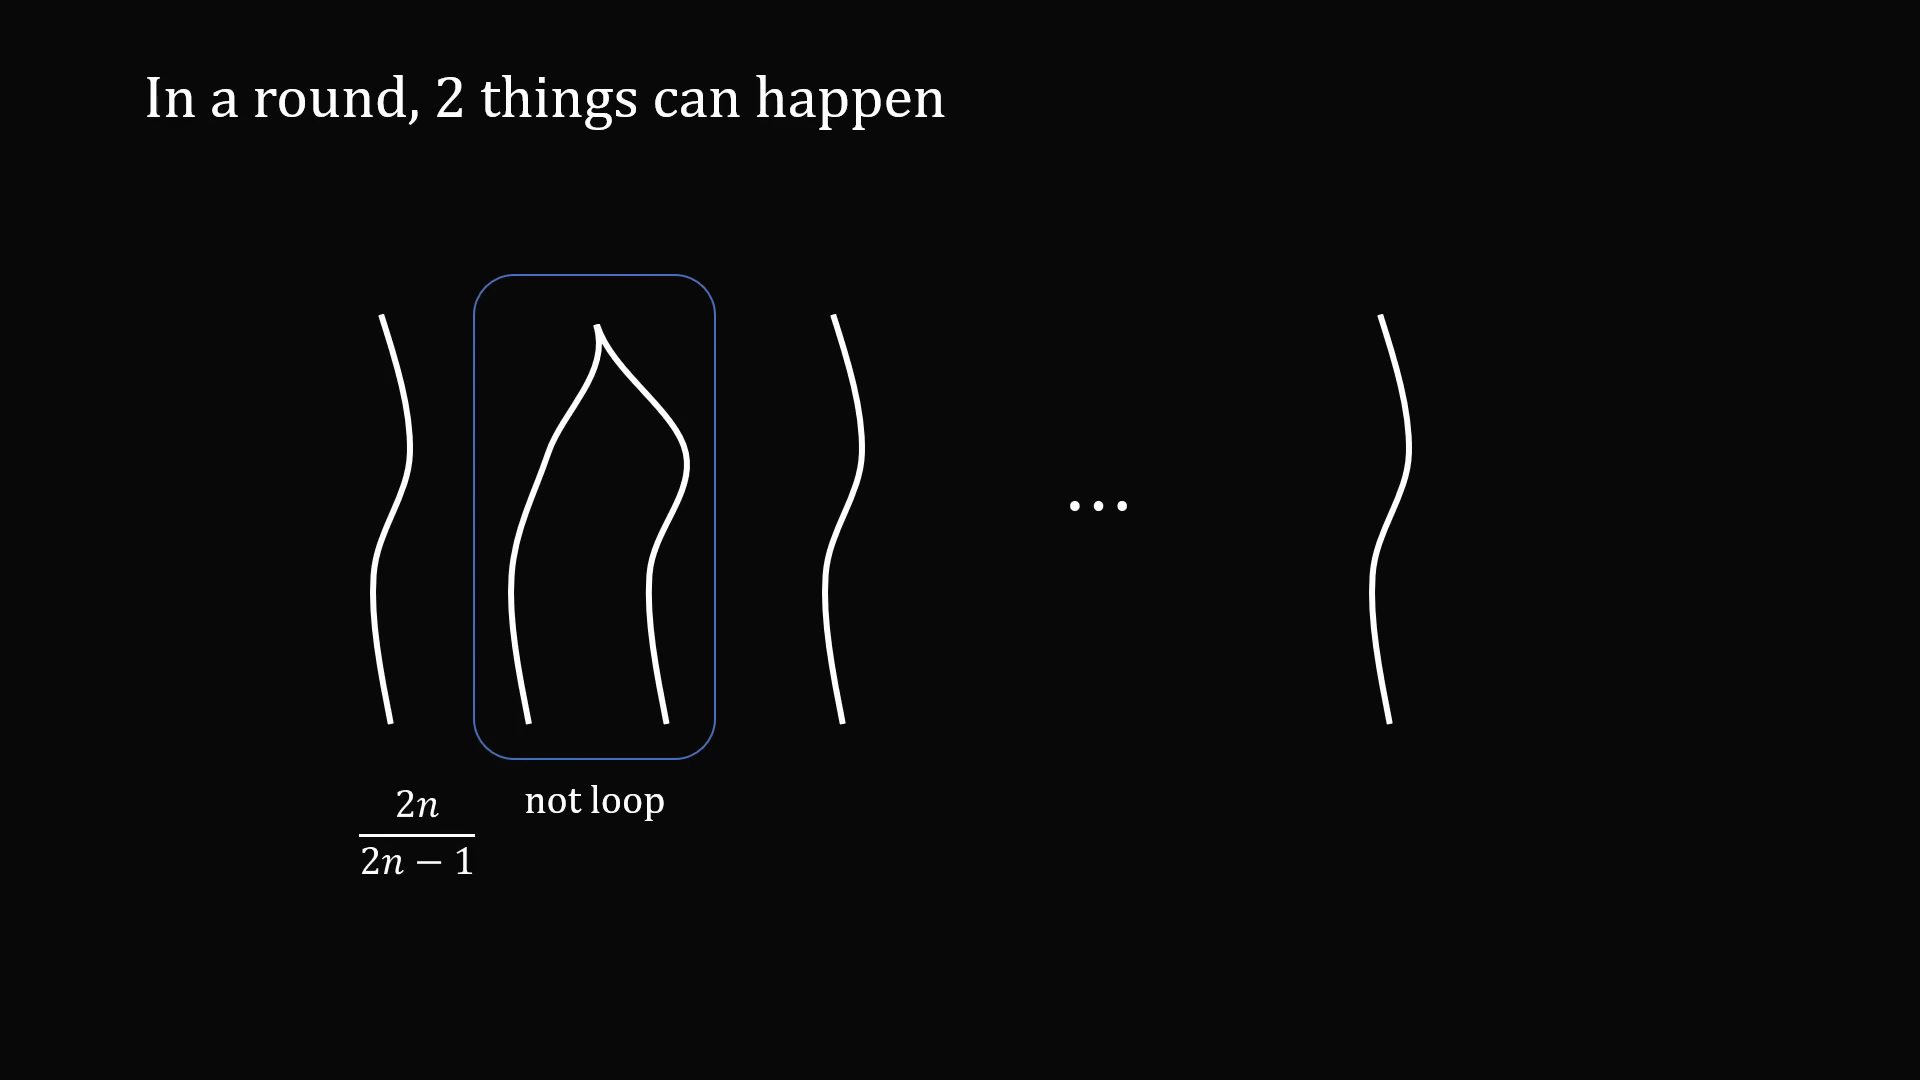 In a round, 2 things can happen
...
not loop
2n
2n − 1